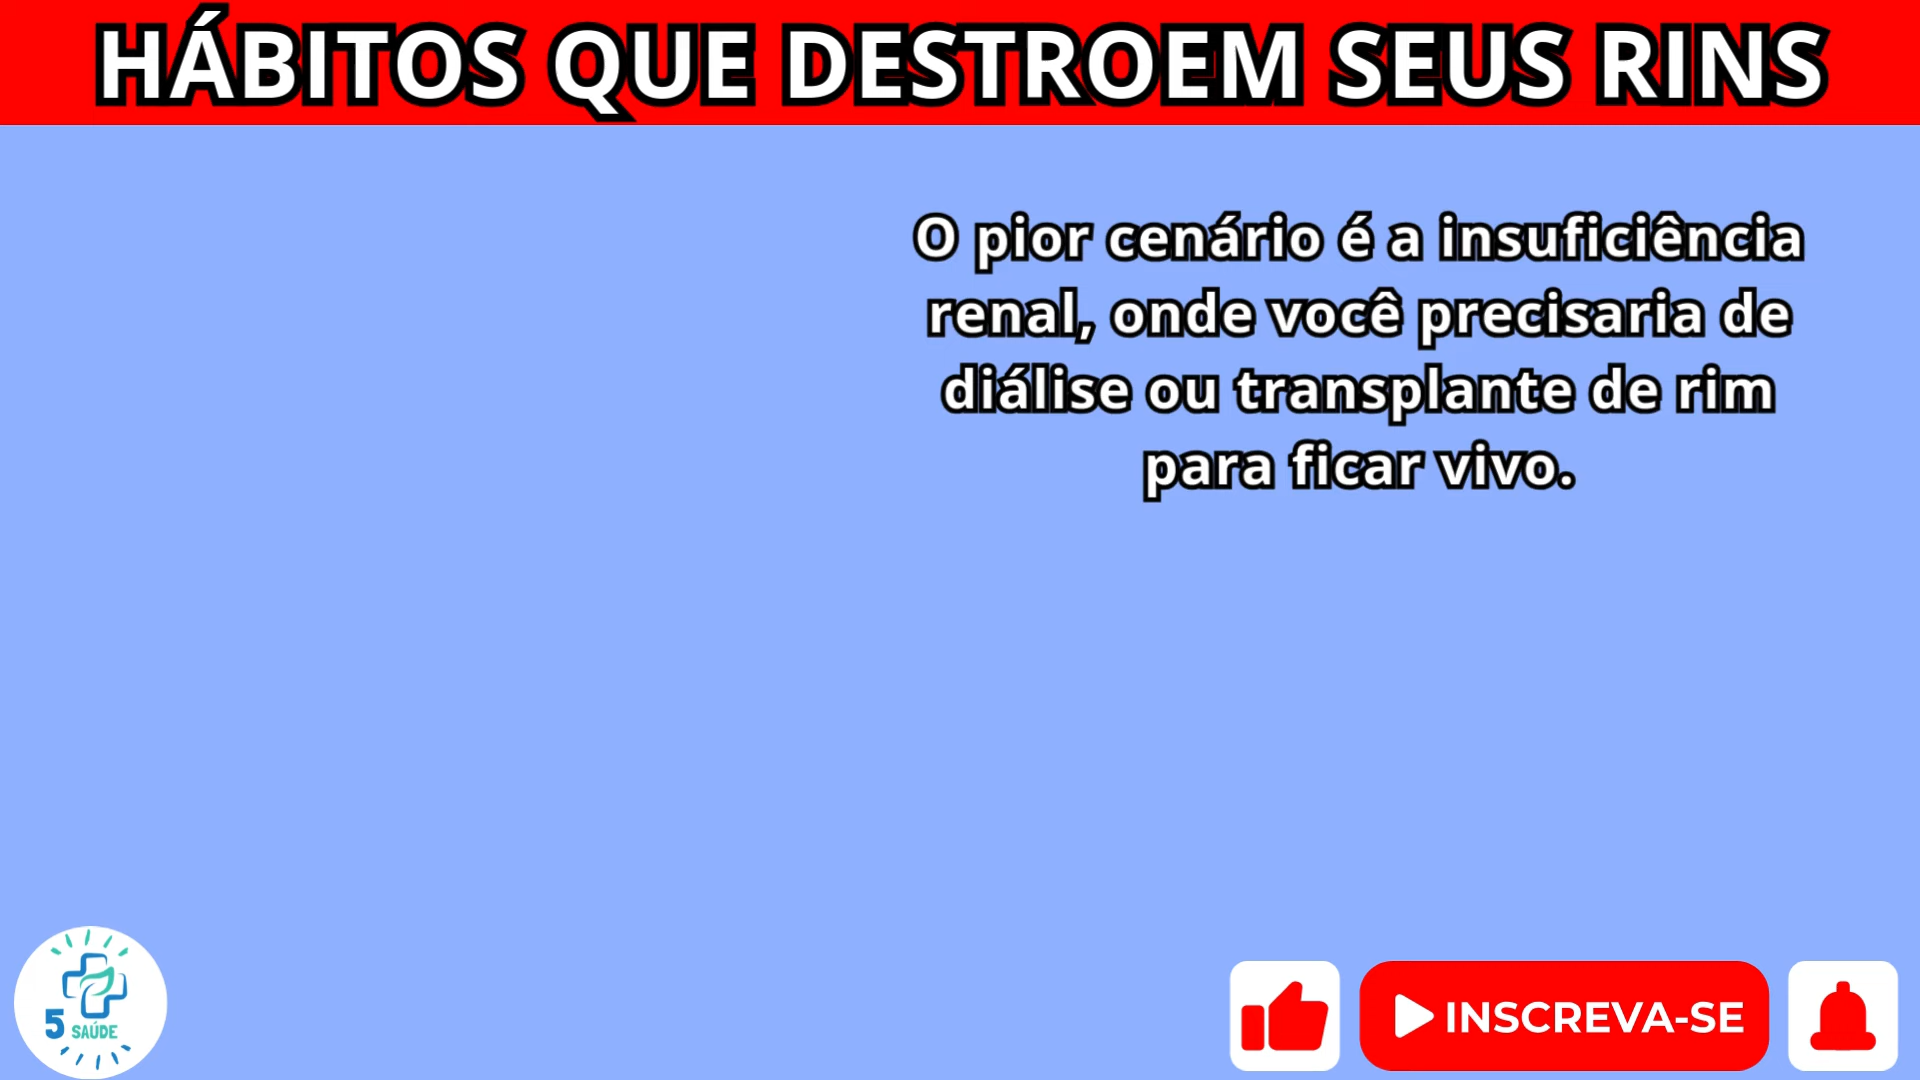 HÁBITOS QUE DESTROEM SEUS RINS
O pior cenário é a insuficiência
renal, onde você precisaria de
diálise ou transplante de rim
para ficar vivo.
5 SAÚDE
INSCREVA-SE